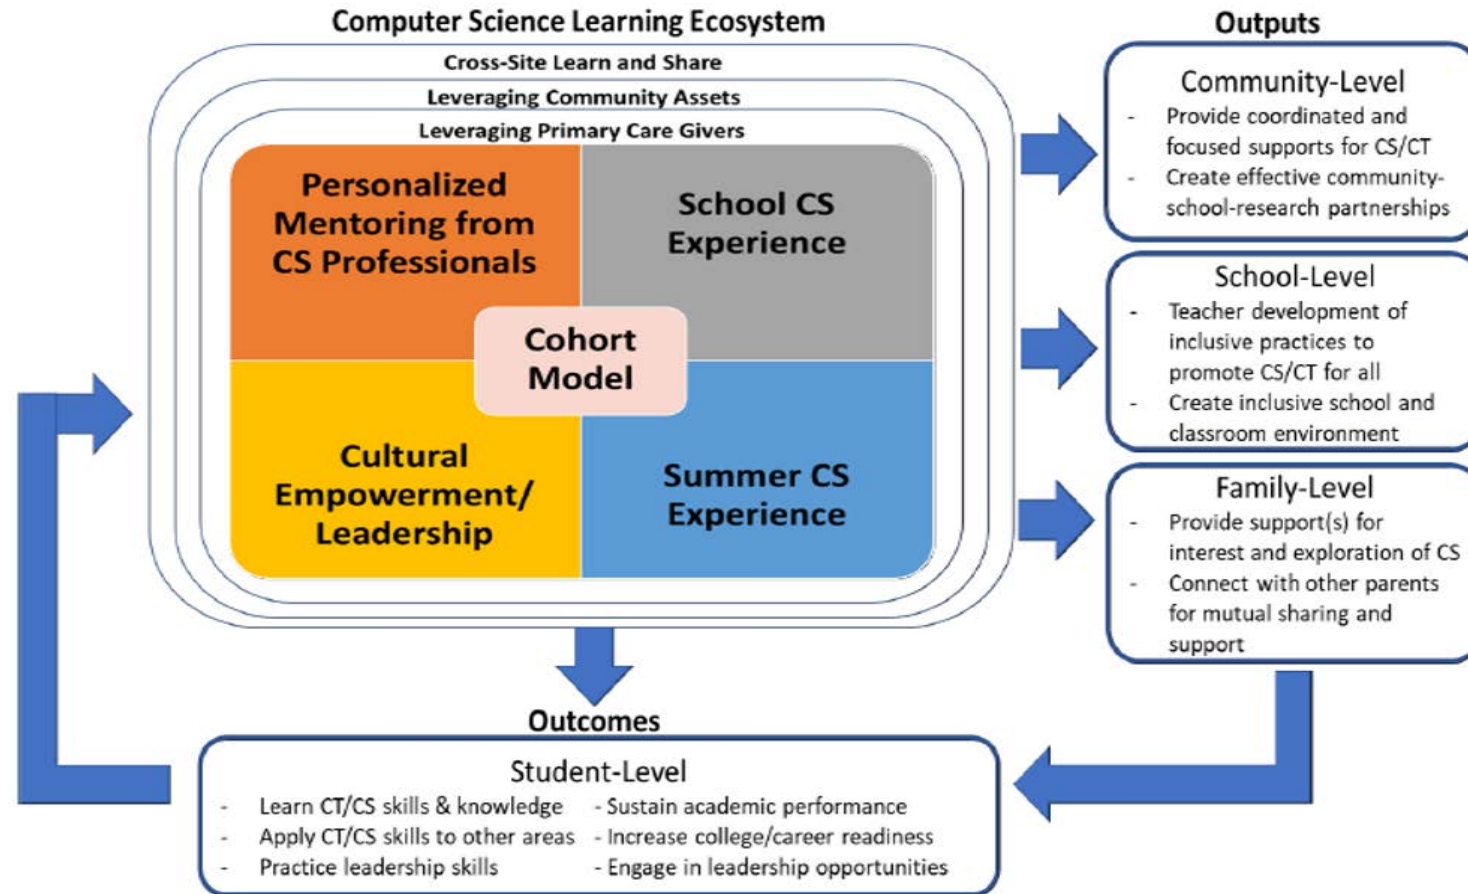 Computer Science Learning Ecosystem
Cross-Site Learn and Share
Leveraging Community Assets
Leveraging Primary Care Givers
Personalized
Mentoring from
CS Professionals
School CS
Experience
Cohort
Model
Cultural
Empowerment/
Leadership
Summer CS
Experience
Outputs
Community-Level
- Provide coordinated and
focused supports for CS/CT
- Create effective community-
school-research partnerships
School-Level
- Teacher development of
inclusive practices to
promote CS/CT for all
- Create inclusive school and
classroom environment
Family-Level
- Provide support(s) for
interest and exploration of CS
- Connect with other parents
for mutual sharing and
support
Outcomes
Student-Level
- Learn CT/CS skills & knowledge
- Apply CT/CS skills to other areas
- Practice leadership skills
- Sustain academic performance
- Increase college/career readiness
- Engage in leadership opportunities